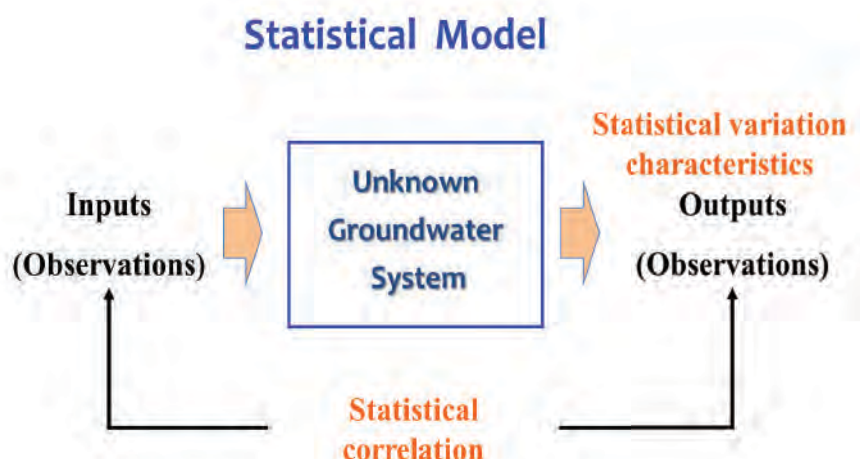 Statistical Model
Statistical variation
characteristics
Inputs
(Observations)
Unknown
Groundwater
System
Outputs
(Observations)
Statistical
correlation